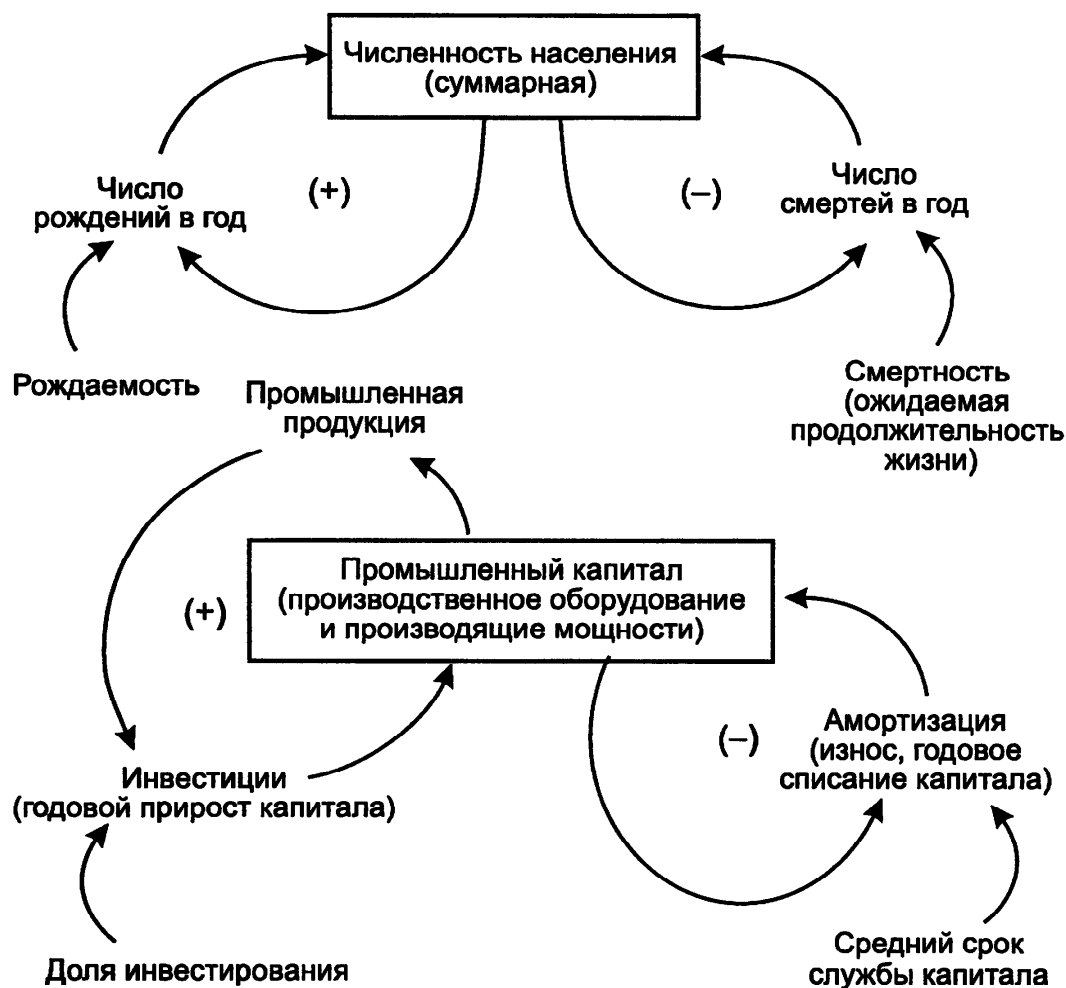 Численность населения
(суммарная)
Число
рождений в год
(+)
(–)
Число
смертей в год
Рождаемость
Смертность
(ожидаемая
продолжительность
жизни)
Промышленная
продукция
Промышленный капитал
(производственное оборудование
и производящие мощности)
(+)
(–)
Амортизация
(износ, годовое
списание капитала)
Инвестиции
(годовой прирост капитала)
Доля инвестирования
Средний срок
службы капитала